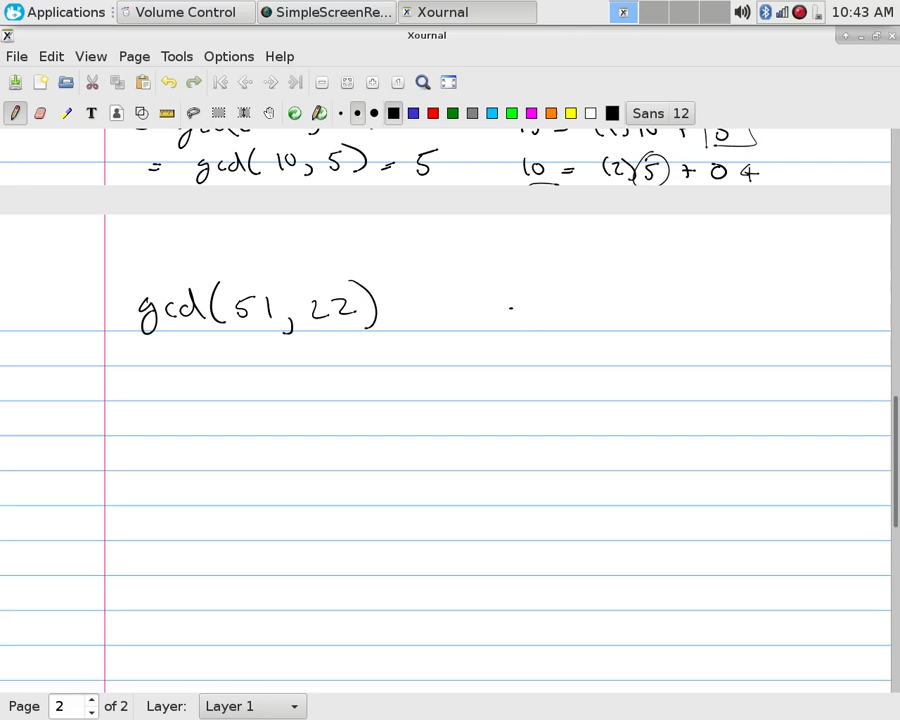 Applications Volume Control SimpleScreenRe... Xournal 10:43 AM
Xournal
File Edit View Page Tools Options Help
Sans 12
= gcd( 10, 5) = 5 10 = (2)(5) + 0
gcd(51, 22)
Page 2 of 2 Layer: Layer 1